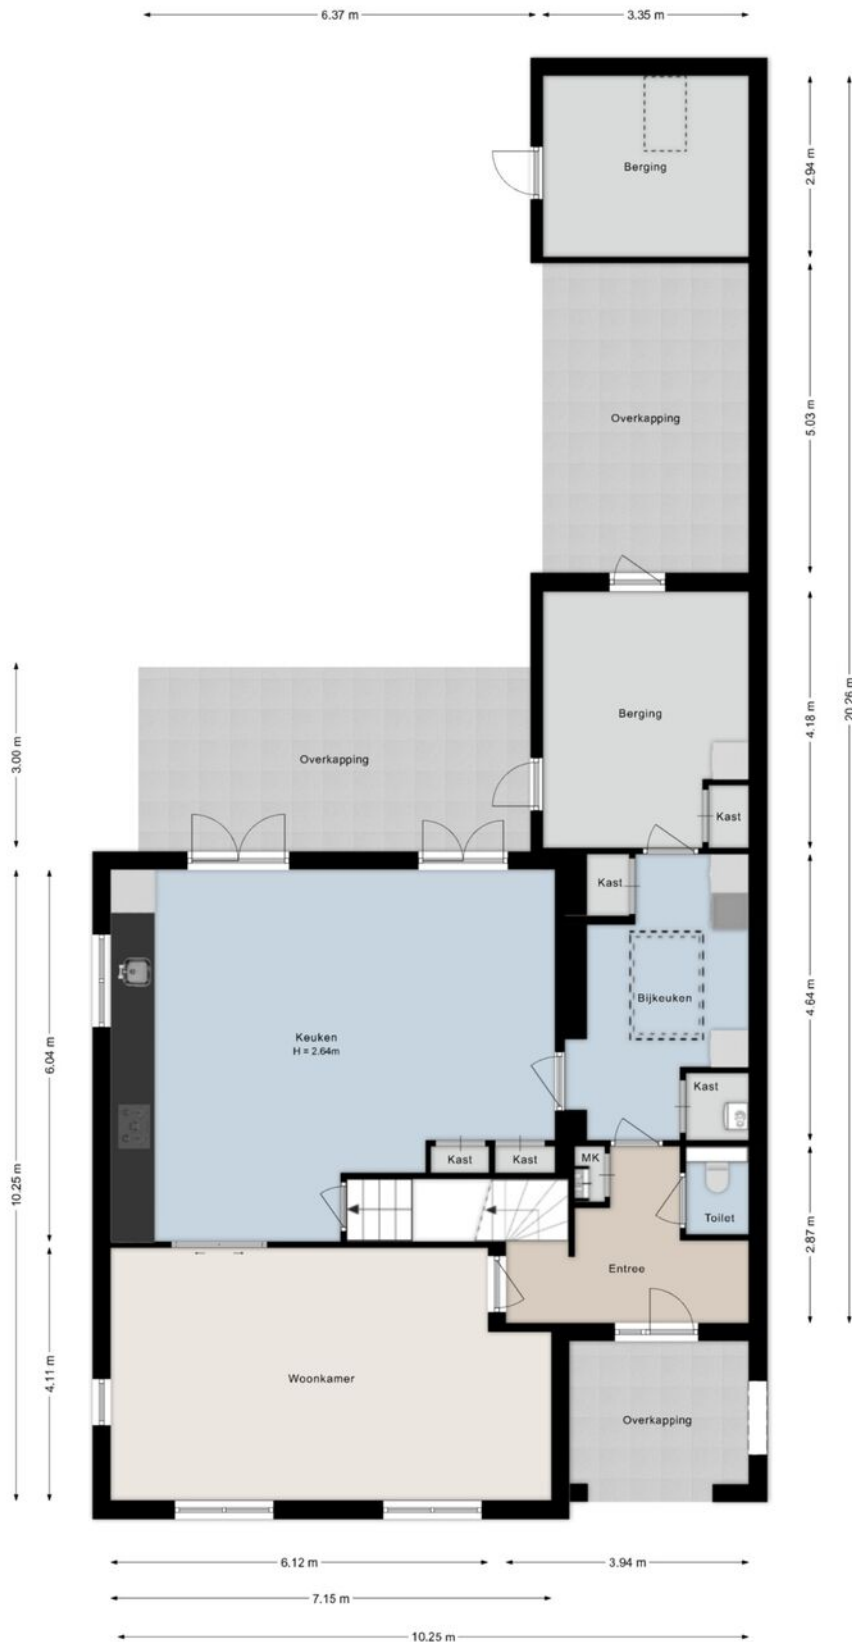 6.37 m
3.35 m
Berging
2.94 m
Overkapping
5.03 m
20.26 m
Berging
4.18 m
3.00 m
Overkapping
Kast
Kast
Bijkeuken
4.64 m
Keuken
H = 2.64m
6.04 m
Kast
Kast
Kast
MK
10.25 m
Toilet
2.87 m
Entree
Woonkamer
4.11 m
Overkapping
6.12 m
3.94 m
7.15 m
10.25 m